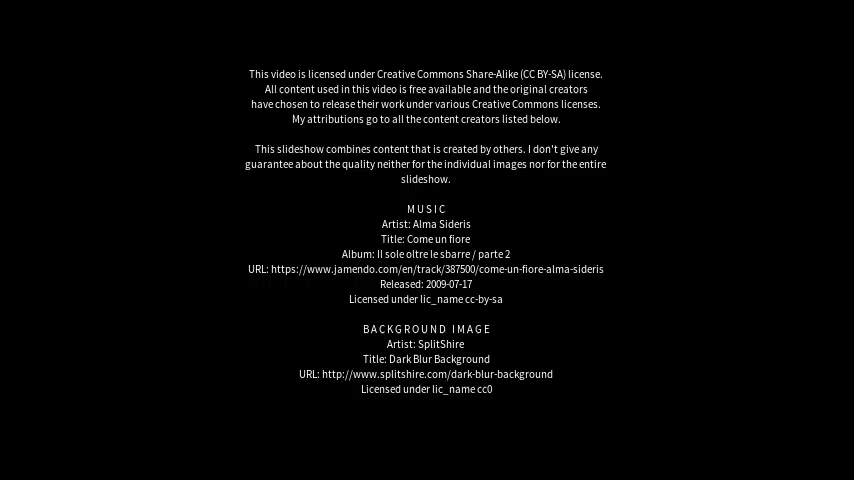 This video is licensed under Creative Commons Share-Alike (CC BY-SA) license.
All content used in this video is free available and the original creators
have chosen to release their work under various Creative Commons licenses.
My attributions go to all the content creators listed below.
This slideshow combines content that is created by others. I don't give any
guarantee about the quality neither for the individual images nor for the entire
slideshow.
MUSIC
Artist: Alma Sideris
Title: Come un fiore
Album: Il sole oltre le sbarre / parte 2
URL: https://www.jamendo.com/en/track/387500/come-un-fiore-alma-sideris
Released: 2009-07-17
Licensed under lic_name cc-by-sa
BACKGROUND IMAGE
Artist: SplitShire
Title: Dark Blur Background
URL: http://www.splitshire.com/dark-blur-background
Licensed under lic_name cc0